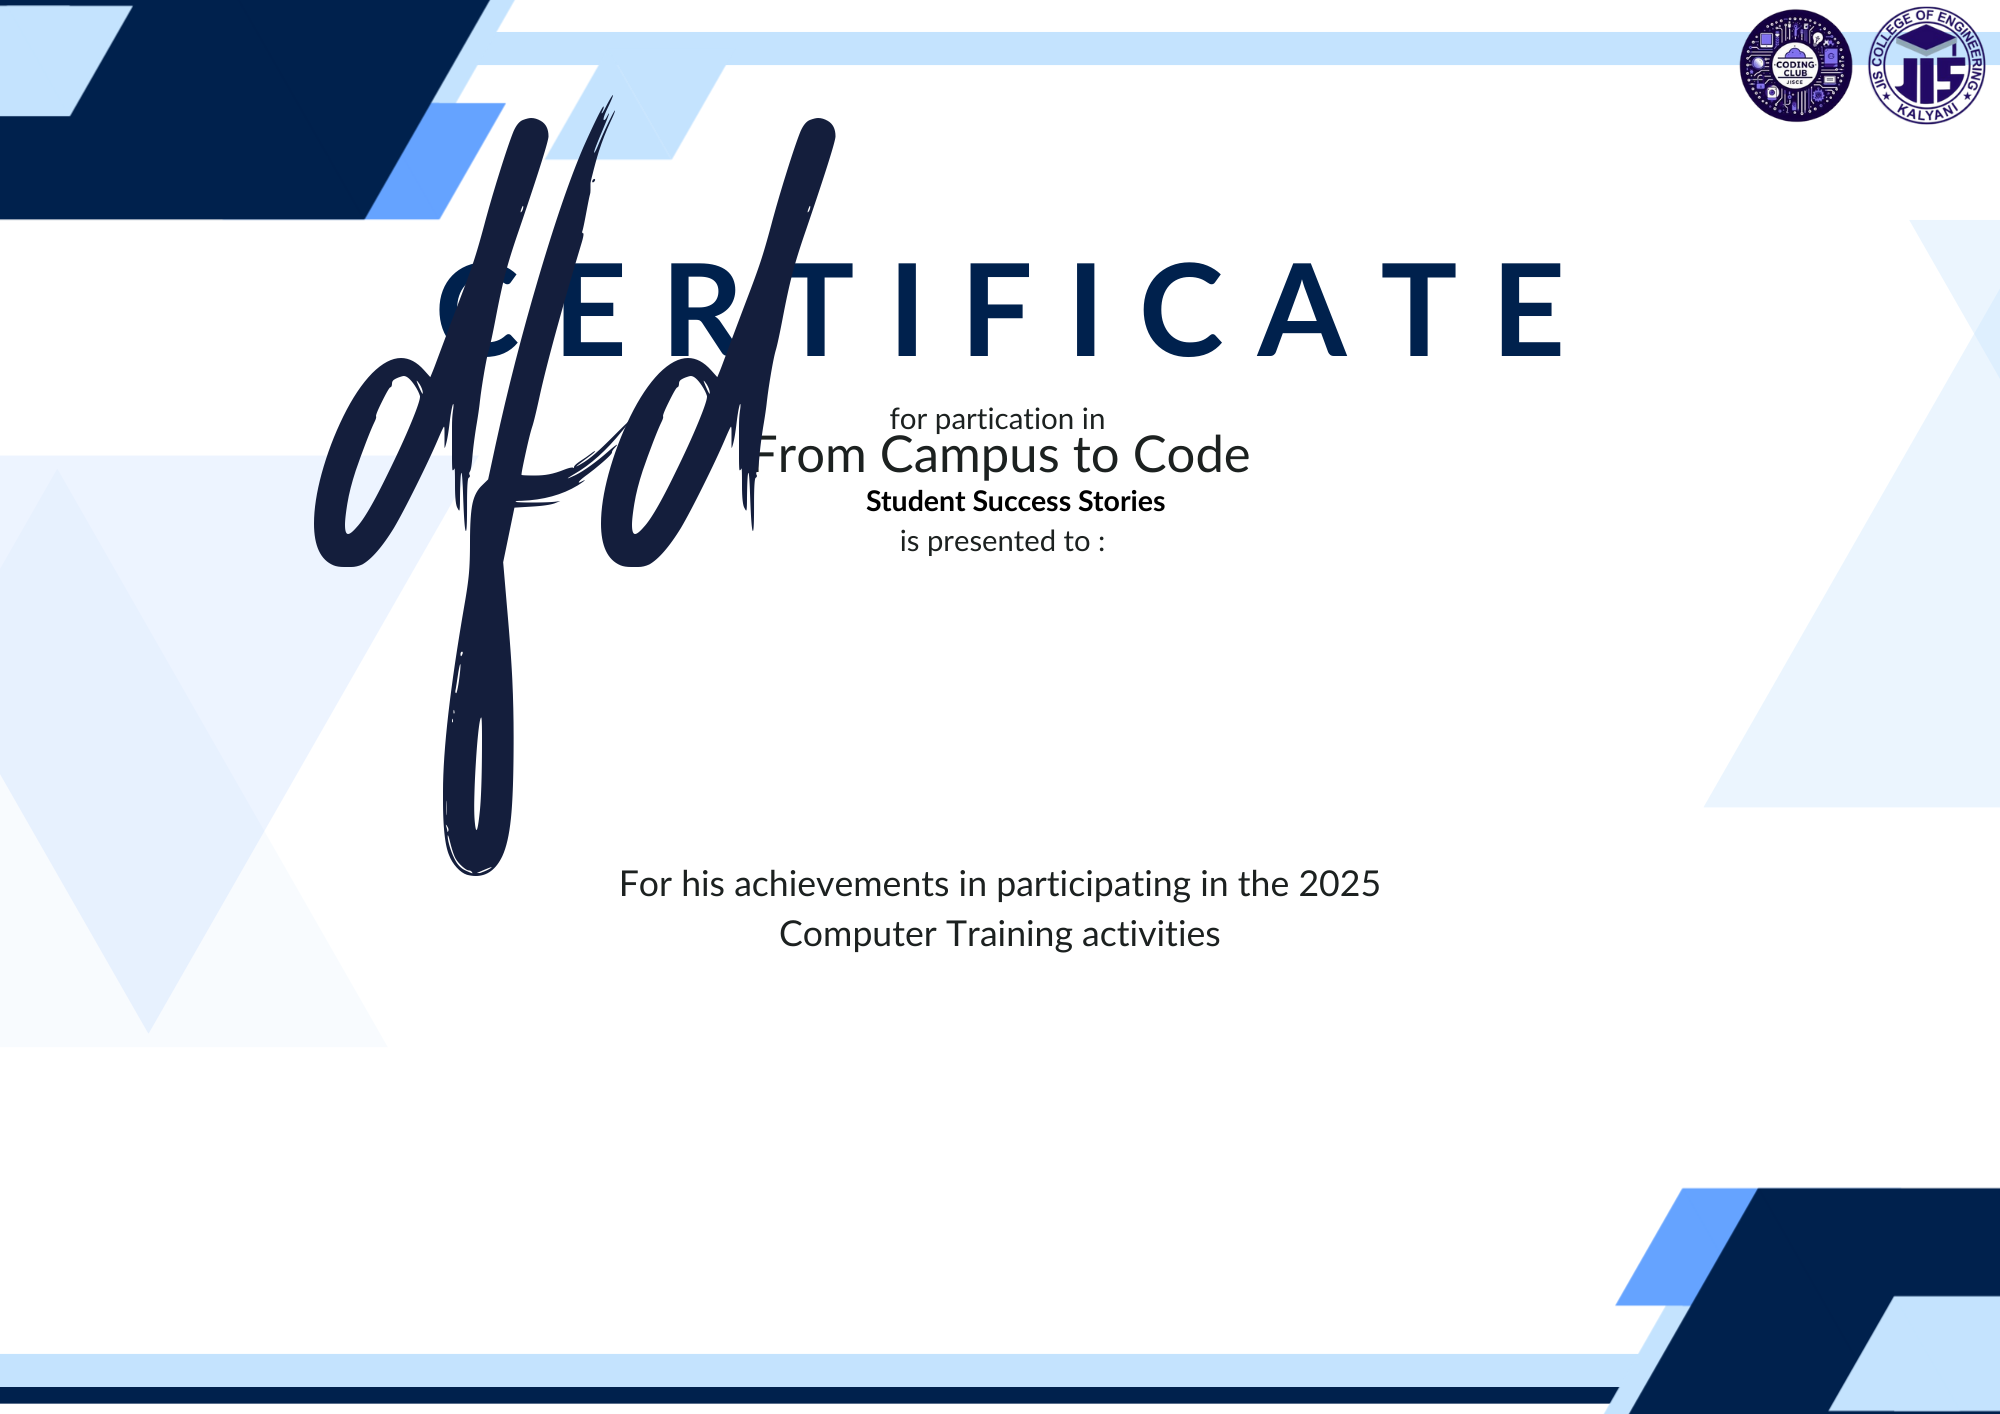 CODING
CLUB
JISCE
JIS COLLEGE OF ENGINEERING
JIS
★ KALYANI ★
CERTIFICATE
dfd
for partication in
From Campus to Code
Student Success Stories
is presented to :
For his achievements in participating in the 2025
Computer Training activities